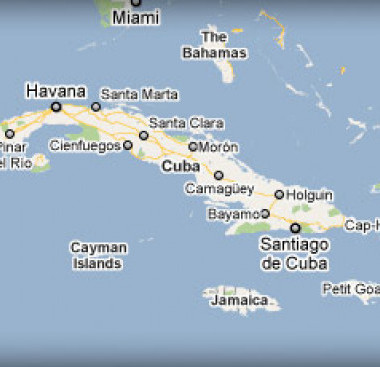 Miami
The
Bahamas
Havana
Santa Marta
Santa Clara
Pinar
del Rio
Cienfuegos
Morón
Cuba
Camagüey
Holguin
Bayamo
Cap-H
Santiago
de Cuba
Cayman
Islands
Jamaica
Petit Goa